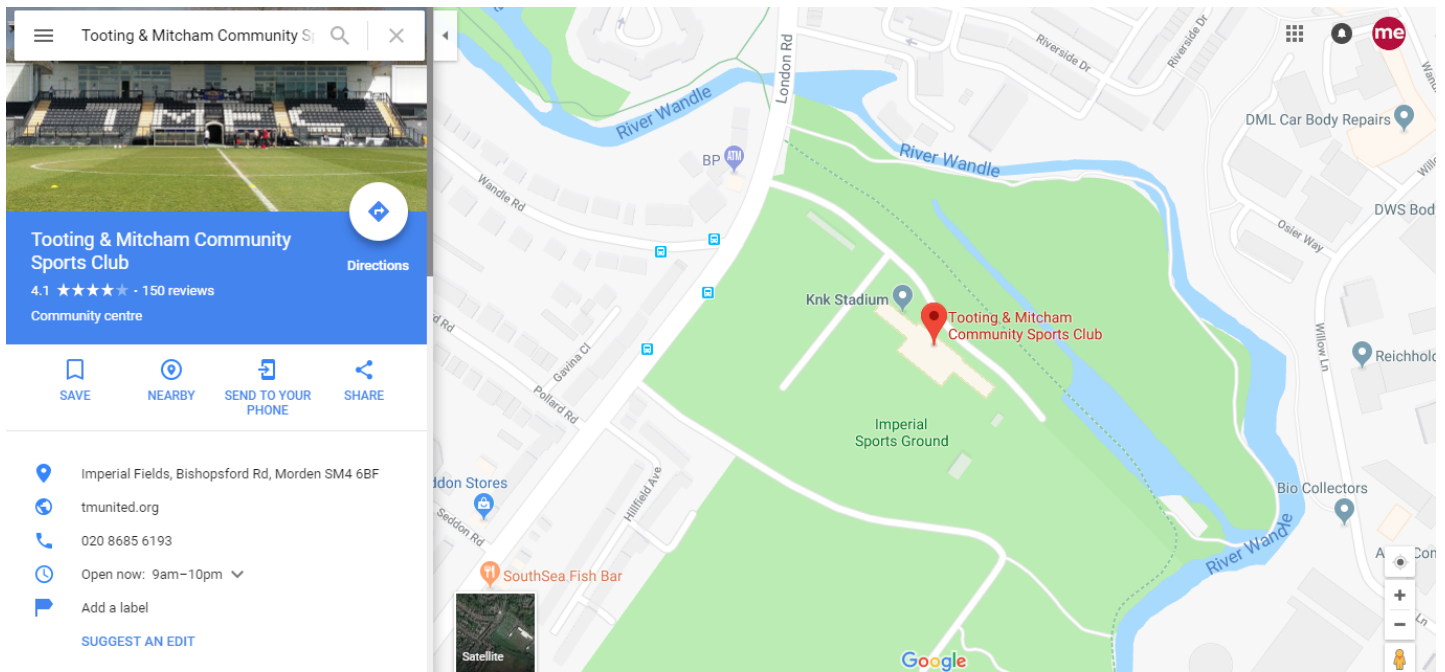 Tooting & Mitcham Community Sp
T M F C
Tooting & Mitcham Community
Sports Club
Directions
4.1 ★★★★★ · 150 reviews
Community centre
SAVE
NEARBY
SEND TO YOUR
PHONE
SHARE
Imperial Fields, Bishopsford Rd, Morden SM4 6BF
tmunited.org
020 8685 6193
Open now: 9am–10pm
Add a label
SUGGEST AN EDIT
me
London Rd
Riverside Dr
Riverside Dr
River Wandle
BP
ATM
River Wandle
DML Car Body Repairs
Wandle Rd
DWS Bod
Osier Way
Knk Stadium
Tooting & Mitcham
Community Sports Club
Willow Ln
Reichhold
Gavina Cl
Pollard Rd
Imperial
Sports Ground
ddon Stores
Seddon Rd
Hillfield Ave
Bio Collectors
River Wandle
SouthSea Fish Bar
Satellite
Google